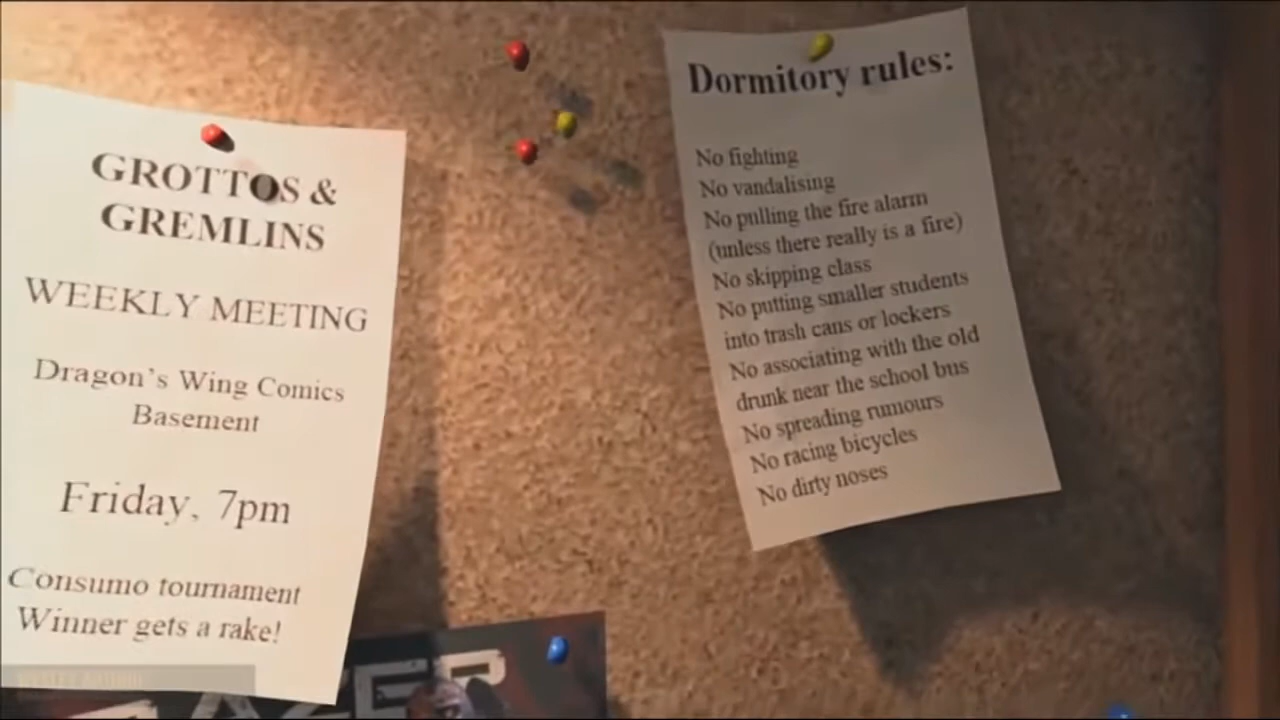 GROTTOS &
GREMLINS
WEEKLY MEETING
Dragon's Wing Comics
Basement
Friday, 7pm
Consumo tournament
Winner gets a rake!
Dormitory rules:
No fighting
No vandalising
No pulling the fire alarm
(unless there really is a fire)
No skipping class
No putting smaller students
into trash cans or lockers
No associating with the old
drunk near the school bus
No spreading rumours
No racing bicycles
No dirty noses